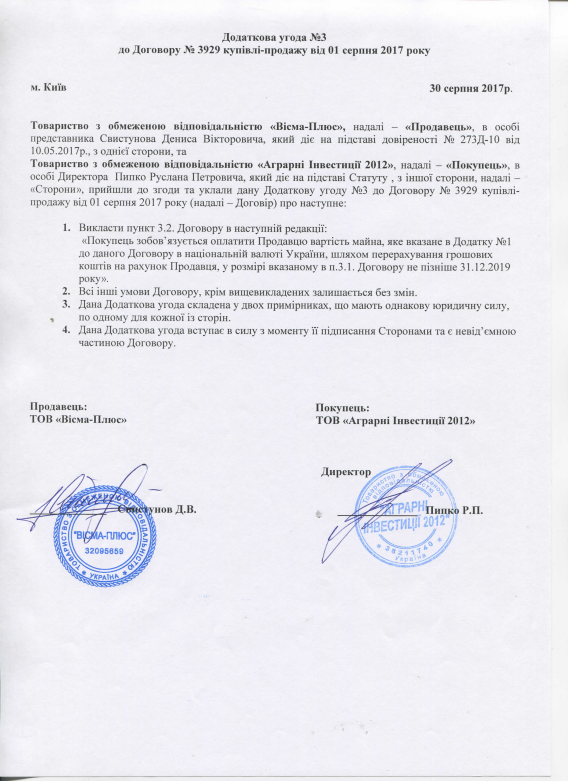 Додаткова угода №3
до Договору № 3929 купівлі-продажу від 01 серпня 2017 року
м. Київ 30 серпня 2017р.
Товариство з обмеженою відповідальністю «Вісма-Плюс», надалі – «Продавець», в особі
представника Свистунова Дениса Вікторовича, який діє на підставі довіреності № 273Д-10 від
10.05.2017р., з однієї сторони, та
Товариство з обмеженою відповідальністю «Аграрні Інвестиції 2012», надалі – «Покупець», в
особі Директора Пипко Руслана Петровича, який діє на підставі Статуту , з іншої сторони, надалі –
«Сторони», прийшли до згоди та уклали дану Додаткову угоду №3 до Договору № 3929 купівлі-
продажу від 01 серпня 2017 року (надалі – Договір) про наступне:
1. Викласти пункт 3.2. Договору в наступній редакції:
«Покупець зобов’язується оплатити Продавцю вартість майна, яке вказане в Додатку №1
до даного Договору в національній валюті України, шляхом перерахування грошових
коштів на рахунок Продавця, у розмірі вказаному в п.3.1. Договору не пізніше 31.12.2019
року».
2. Всі інші умови Договору, крім вищевикладених залишається без змін.
3. Дана Додаткова угода складена у двох примірниках, що мають однакову юридичну силу,
по одному для кожної із сторін.
4. Дана Додаткова угода вступає в силу з моменту її підписання Сторонами та є невід’ємною
частиною Договору.
Продавець: Покупець:
ТОВ «Вісма-Плюс» ТОВ «Аграрні Інвестиції 2012»
Директор
Свистунов Д.В. Пипко Р.П.
ТОВАРИСТВО З ОБМЕЖЕНОЮ ВІДПОВІДАЛЬНІСТЮ
"ВІСМА-ПЛЮС"
32095659
УКРАЇНА
Товариство з обмеженою
відповідальністю
"АГРАРНІ
ІНВЕСТИЦІЇ 2012"
38211740
Україна